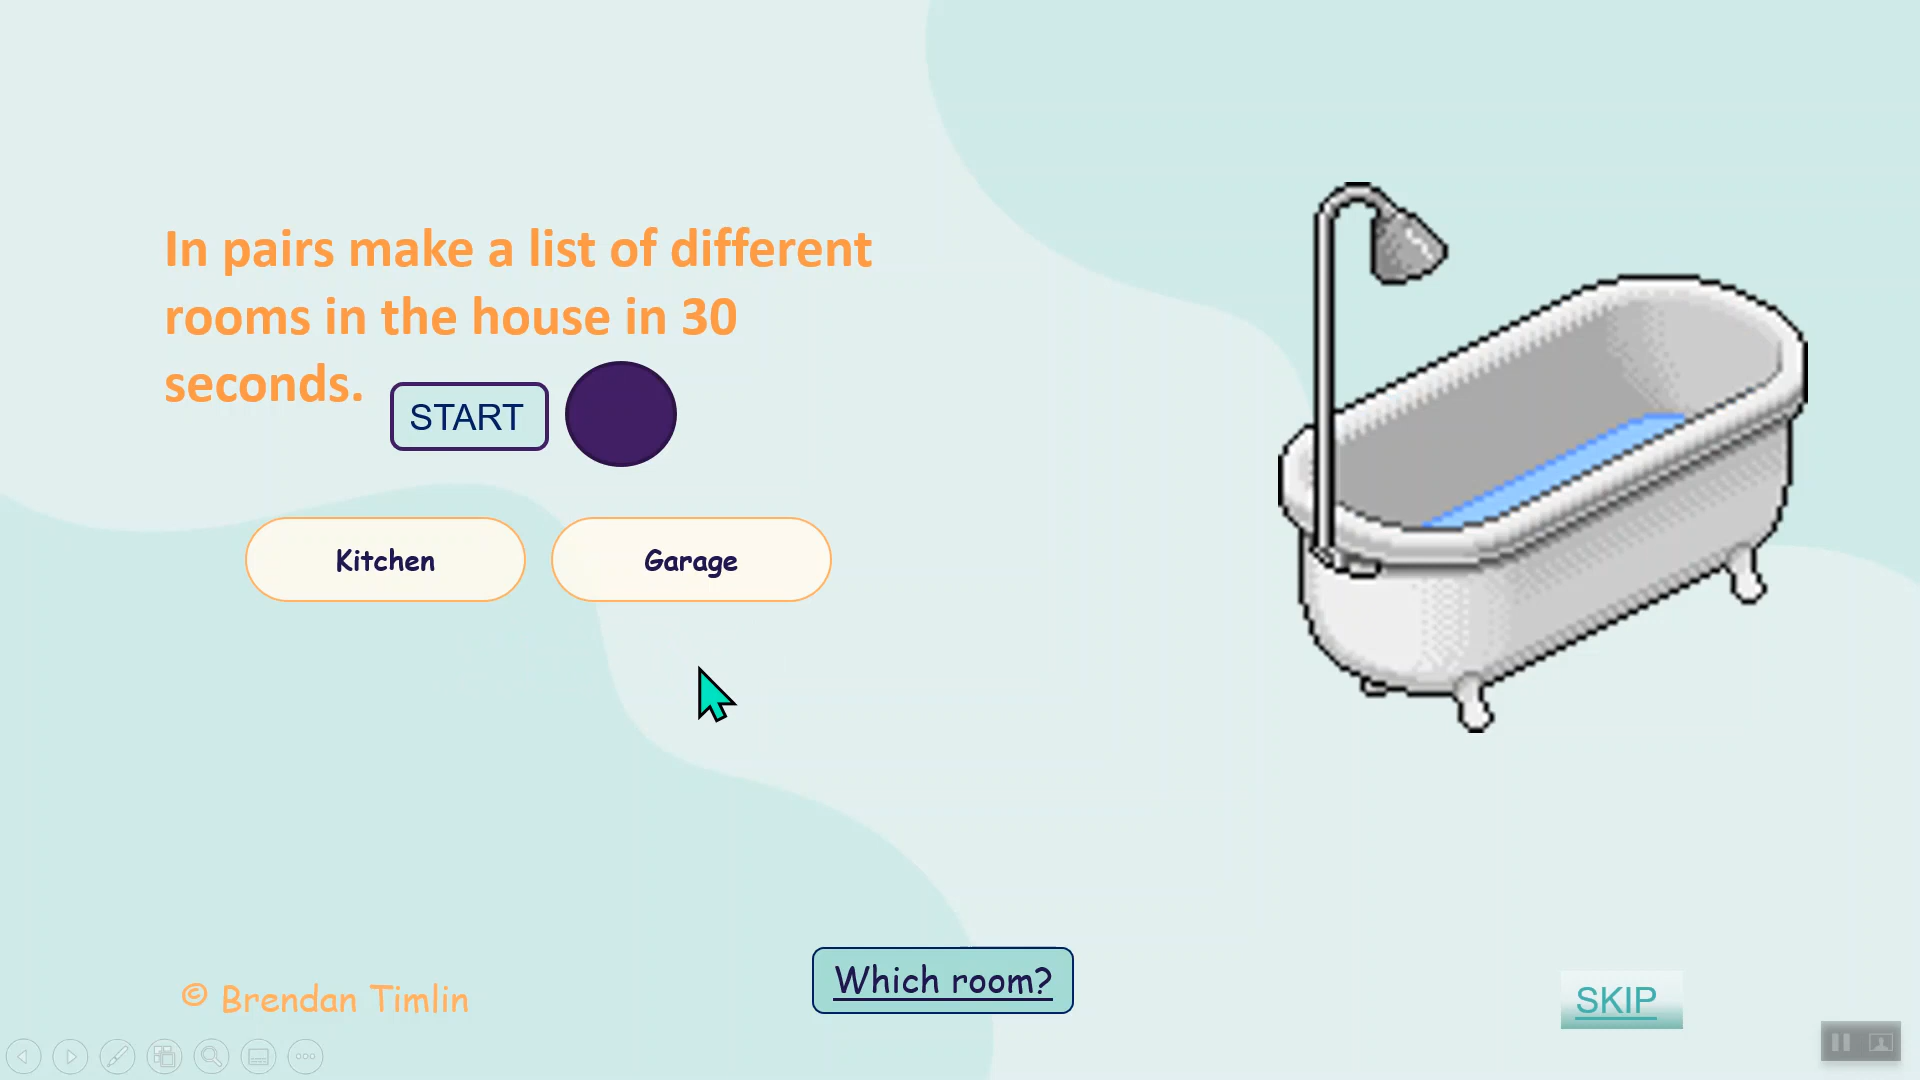 In pairs make a list of different
rooms in the house in 30
seconds.
START
Kitchen
Garage
Which room?
© Brendan Timlin
SKIP